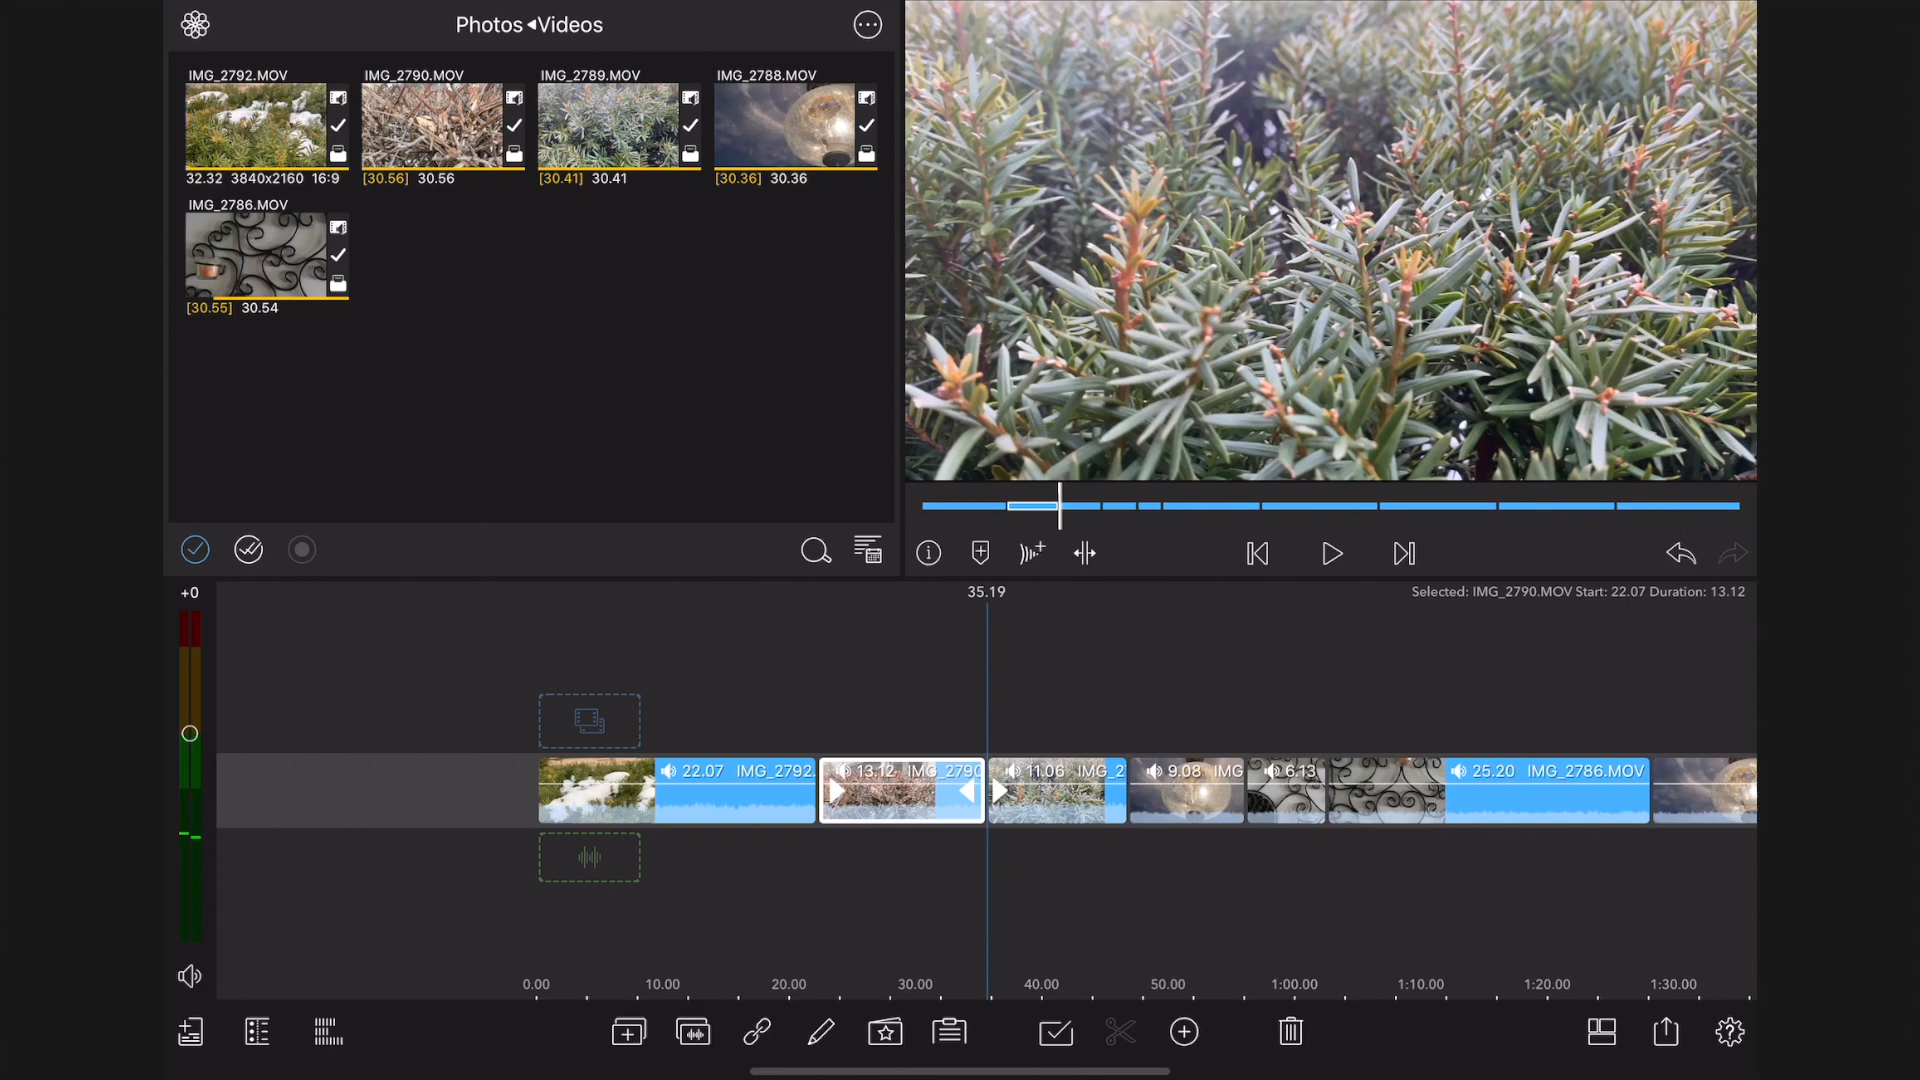 Photos ◂Videos
IMG_2792.MOV
IMG_2790.MOV
IMG_2789.MOV
IMG_2788.MOV
32.32 3840x2160 16:9
[30.56] 30.56
[30.41] 30.41
[30.36] 30.36
IMG_2786.MOV
[30.55] 30.54
+0
35.19
Selected: IMG_2790.MOV Start: 22.07 Duration: 13.12
22.07 IMG_2792.
13.12 IMG_2790
11.06 IMG_2
9.08 IMG
6.13
25.20 IMG_2786.MOV
0.00
10.00
20.00
30.00
40.00
50.00
1:00.00
1:10.00
1:20.00
1:30.00